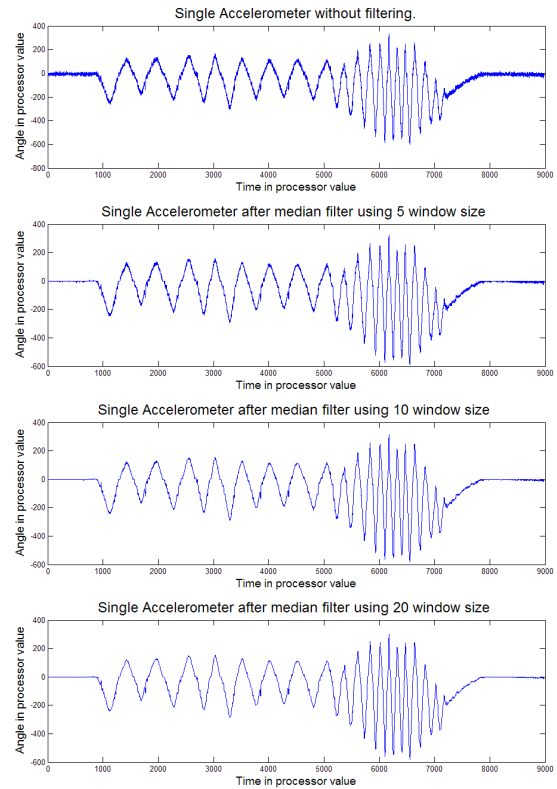 Single Accelerometer without filtering.
400
200
0
-200
-400
-600
-800
Angle in processor value
0 1000 2000 3000 4000 5000 6000 7000 8000 9000
Time in processor value
Single Accelerometer after median filter using 5 window size
400
200
0
-200
-400
-600
Angle in processor value
0 1000 2000 3000 4000 5000 6000 7000 8000 9000
Time in processor value
Single Accelerometer after median filter using 10 window size
400
200
0
-200
-400
-600
Angle in processor value
0 1000 2000 3000 4000 5000 6000 7000 8000 9000
Time in processor value
Single Accelerometer after median filter using 20 window size
400
200
0
-200
-400
-600
Angle in processor value
0 1000 2000 3000 4000 5000 6000 7000 8000 9000
Time in processor value